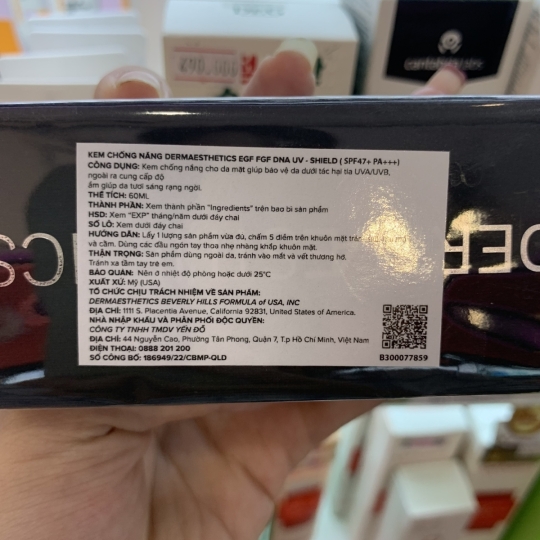 KEM CHỐNG NẮNG DERMAESTHETICS EGF FGF DNA UV - SHIELD ( SPF47+ PA+++)
CÔNG DỤNG: Kem chống nắng cho da mặt giúp bảo vệ da dưới tác hại tia UVA/UVB,
ngoài ra cung cấp độ
ẩm giúp da tươi sáng rạng ngời.
THỂ TÍCH: 60ML
THÀNH PHẦN: Xem thành phần "Ingredients" trên bao bì sản phẩm
HSD: Xem "EXP" tháng/năm dưới đáy chai
SỐ LÔ: Xem dưới đáy chai
HƯỚNG DẪN: Lấy 1 lượng sản phẩm vừa đủ, chấm 5 điểm trên khuôn mặt
và cằm. Dùng các đầu ngón tay thoa nhẹ nhàng khắp khuôn mặt.
THẬN TRỌNG: Sản phẩm dùng ngoài da, tránh vào mắt và vết thương hở.
Tránh xa tầm tay trẻ em.
BẢO QUẢN: Nên ở nhiệt độ phòng hoặc dưới 25°C
XUẤT XỨ: Mỹ (USA)
TỔ CHỨC CHỊU TRÁCH NHIỆM VỀ SẢN PHẨM:
DERMAESTHETICS BEVERLY HILLS FORMULA of USA, INC
ĐỊA CHỈ: 1111 S. Placentia Avenue, California 92831, United States of America.
NHÀ NHẬP KHẨU VÀ PHÂN PHỐI ĐỘC QUYỀN:
CÔNG TY TNHH TMDV YẾN ĐỖ
ĐỊA CHỈ: 44 Nguyễn Cao, Phường Tân Phong, Quận 7, T.p Hồ Chí Minh, Việt Nam
ĐIỆN THOẠI: 0888 201 200
SỐ CÔNG BỐ: 186949/22/CBMP-QLD
B300077859